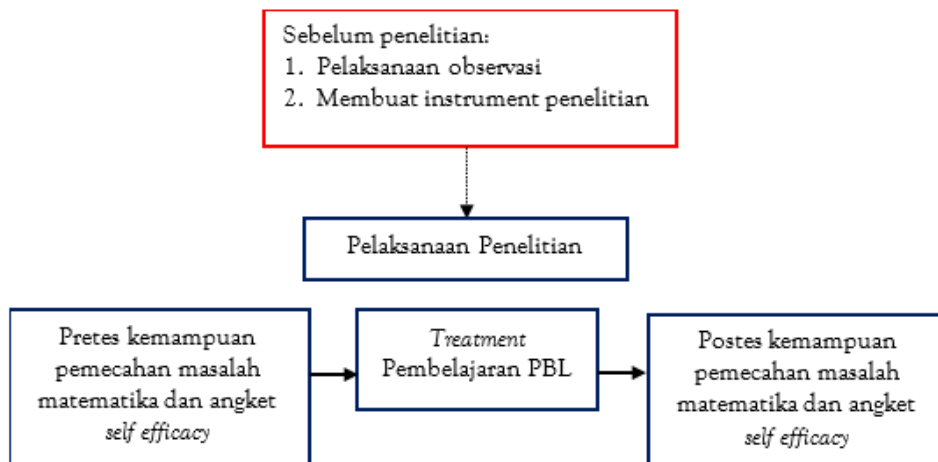 Sebelum penelitian:
1. Pelaksanaan observasi
2. Membuat instrument penelitian
Pelaksanaan Penelitian
Pretes kemampuan
pemecahan masalah
matematika dan angket
self efficacy
Treatment
Pembelajaran PBL
Postes kemampuan
pemecahan masalah
matematika dan angket
self efficacy